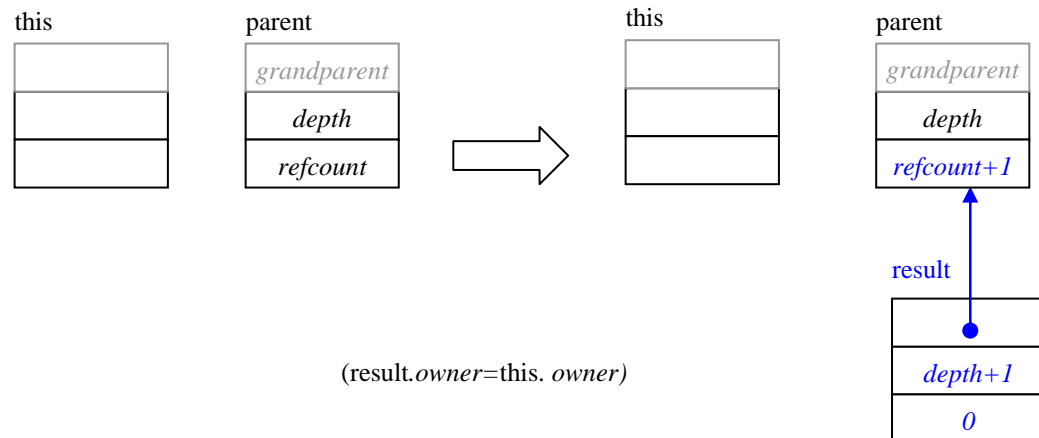 this
parent
grandparent
depth
refcount
this
parent
grandparent
depth
refcount+1
result
depth+1
0
(result.owner=this. owner)